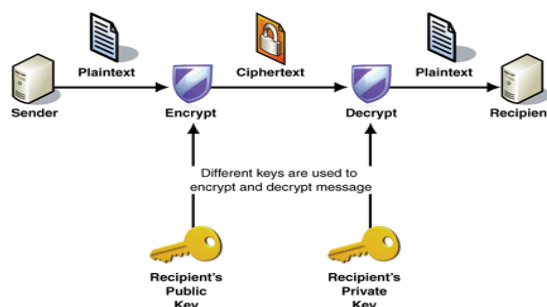 Plaintext
Ciphertext
Plaintext
Sender
Encrypt
Decrypt
Recipien
Different keys are used to
encrypt and decrypt message
Recipient's
Public
Key
Recipient's
Private
Key